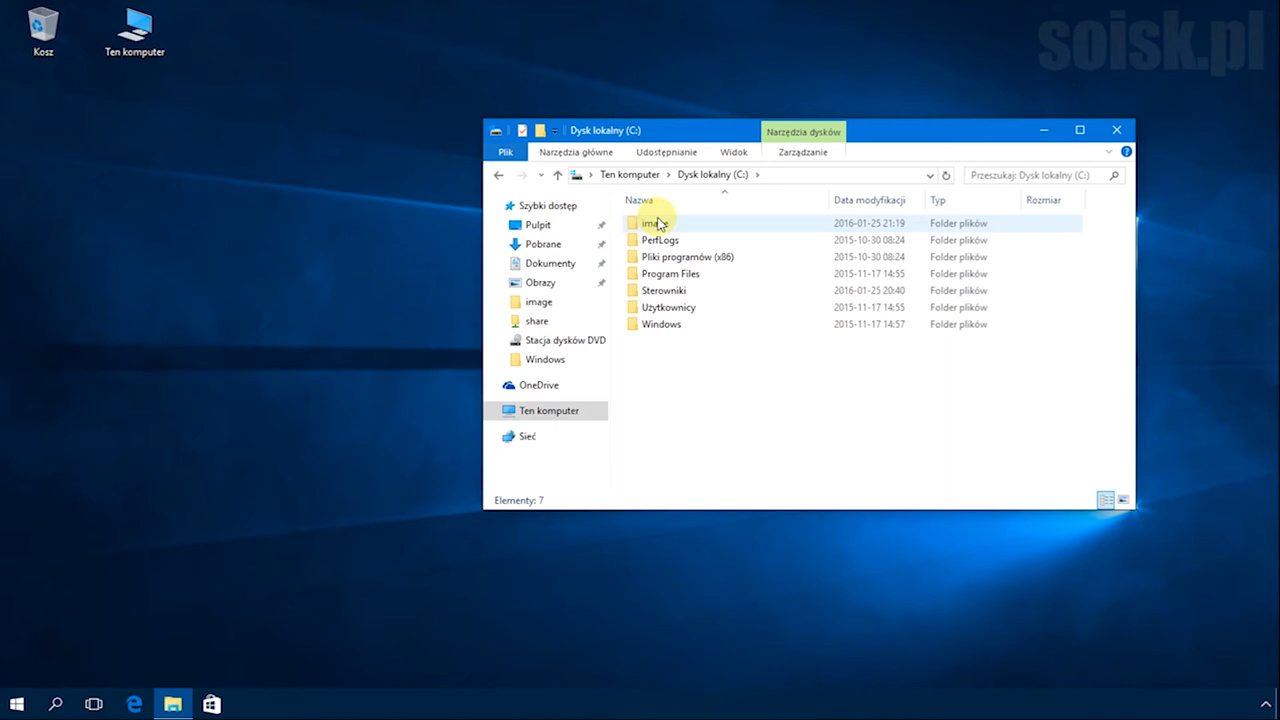 soisk.pl
Kosz
Ten komputer
Dysk lokalny (C:)
Narzędzia dysków
Plik
Narzędzia główne
Udostępnianie
Widok
Zarządzanie
Ten komputer
Dysk lokalny (C:)
Przeszukaj: Dysk lokalny (C:)
Nazwa
Data modyfikacji
Typ
Rozmiar
Szybki dostęp
Pulpit
Pobrane
Dokumenty
Obrazy
image
share
Stacja dysków DVD
Windows
OneDrive
Ten komputer
Sieć
image 2016-01-25 21:19 Folder plików
PerfLogs 2015-10-30 08:24 Folder plików
Pliki programów (x86) 2015-10-30 08:24 Folder plików
Program Files 2015-11-17 14:55 Folder plików
Sterowniki 2016-01-25 20:40 Folder plików
Użytkownicy 2015-11-17 14:55 Folder plików
Windows 2015-11-17 14:57 Folder plików
Elementy: 7